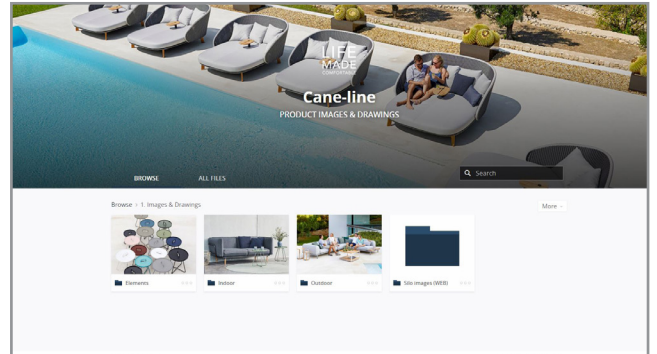 LIFE
MADE
COMFORTABLE
Cane-line
PRODUCT IMAGES & DRAWINGS
BROWSE ALL FILES Search
Browse > 1. Images & Drawings More
Elements Indoor Outdoor Silo images (WEB)